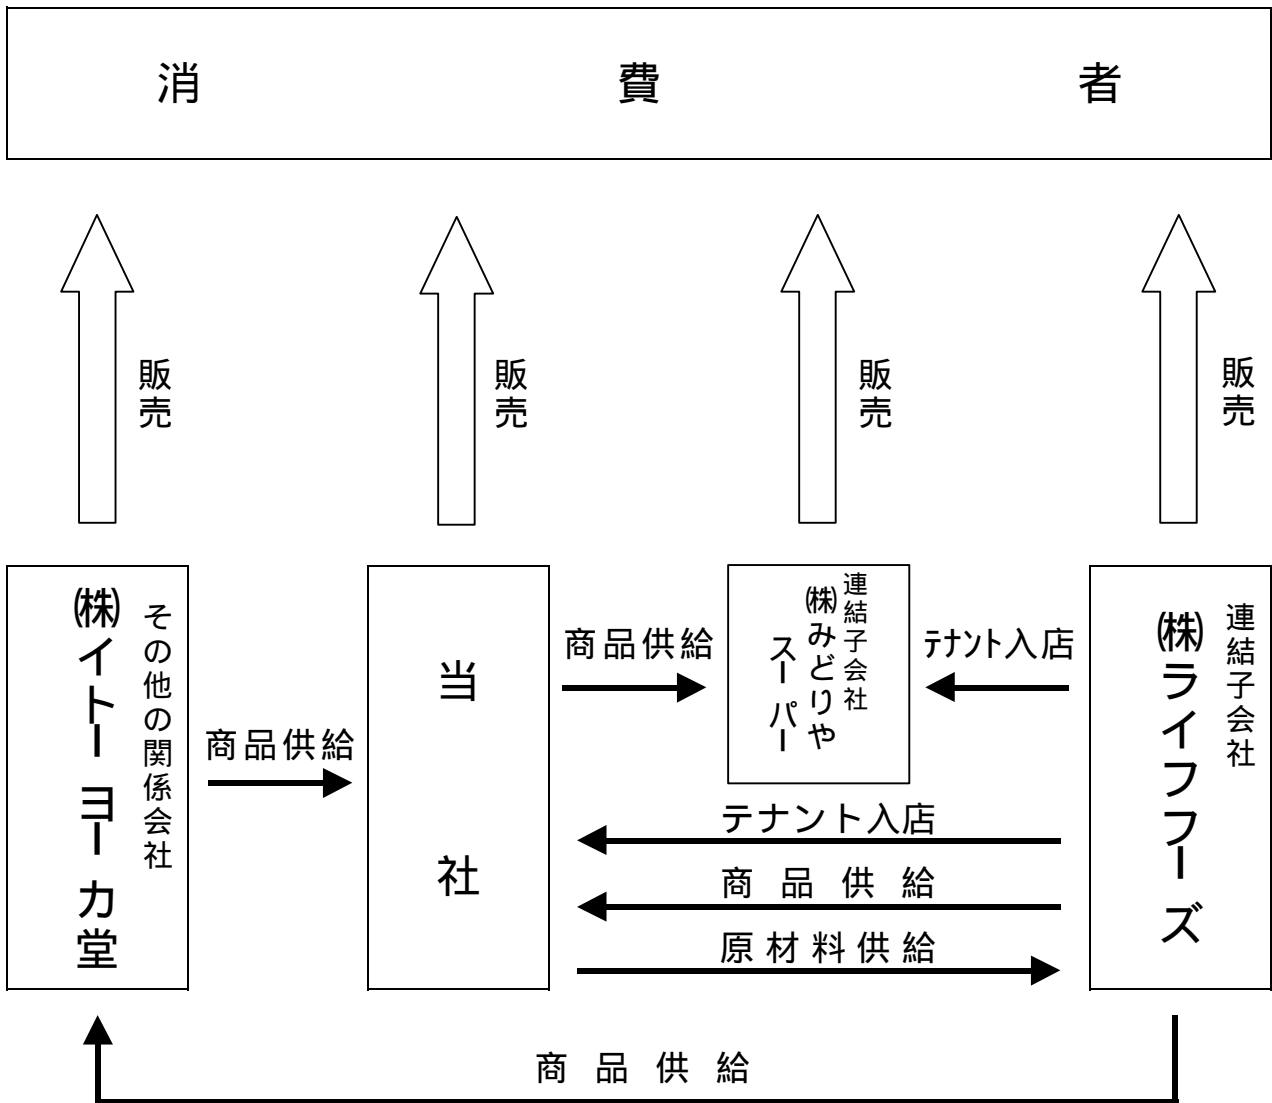 消費者
販売
販売
販売
販売
㈱イトーヨーカ堂
その他の関係会社
商品供給
当社
商品供給
連結子会社
㈱みどりや
スーパー
テナント入店
連結子会社
㈱ライフフーズ
テナント入店
商品供給
原材料供給
商品供給